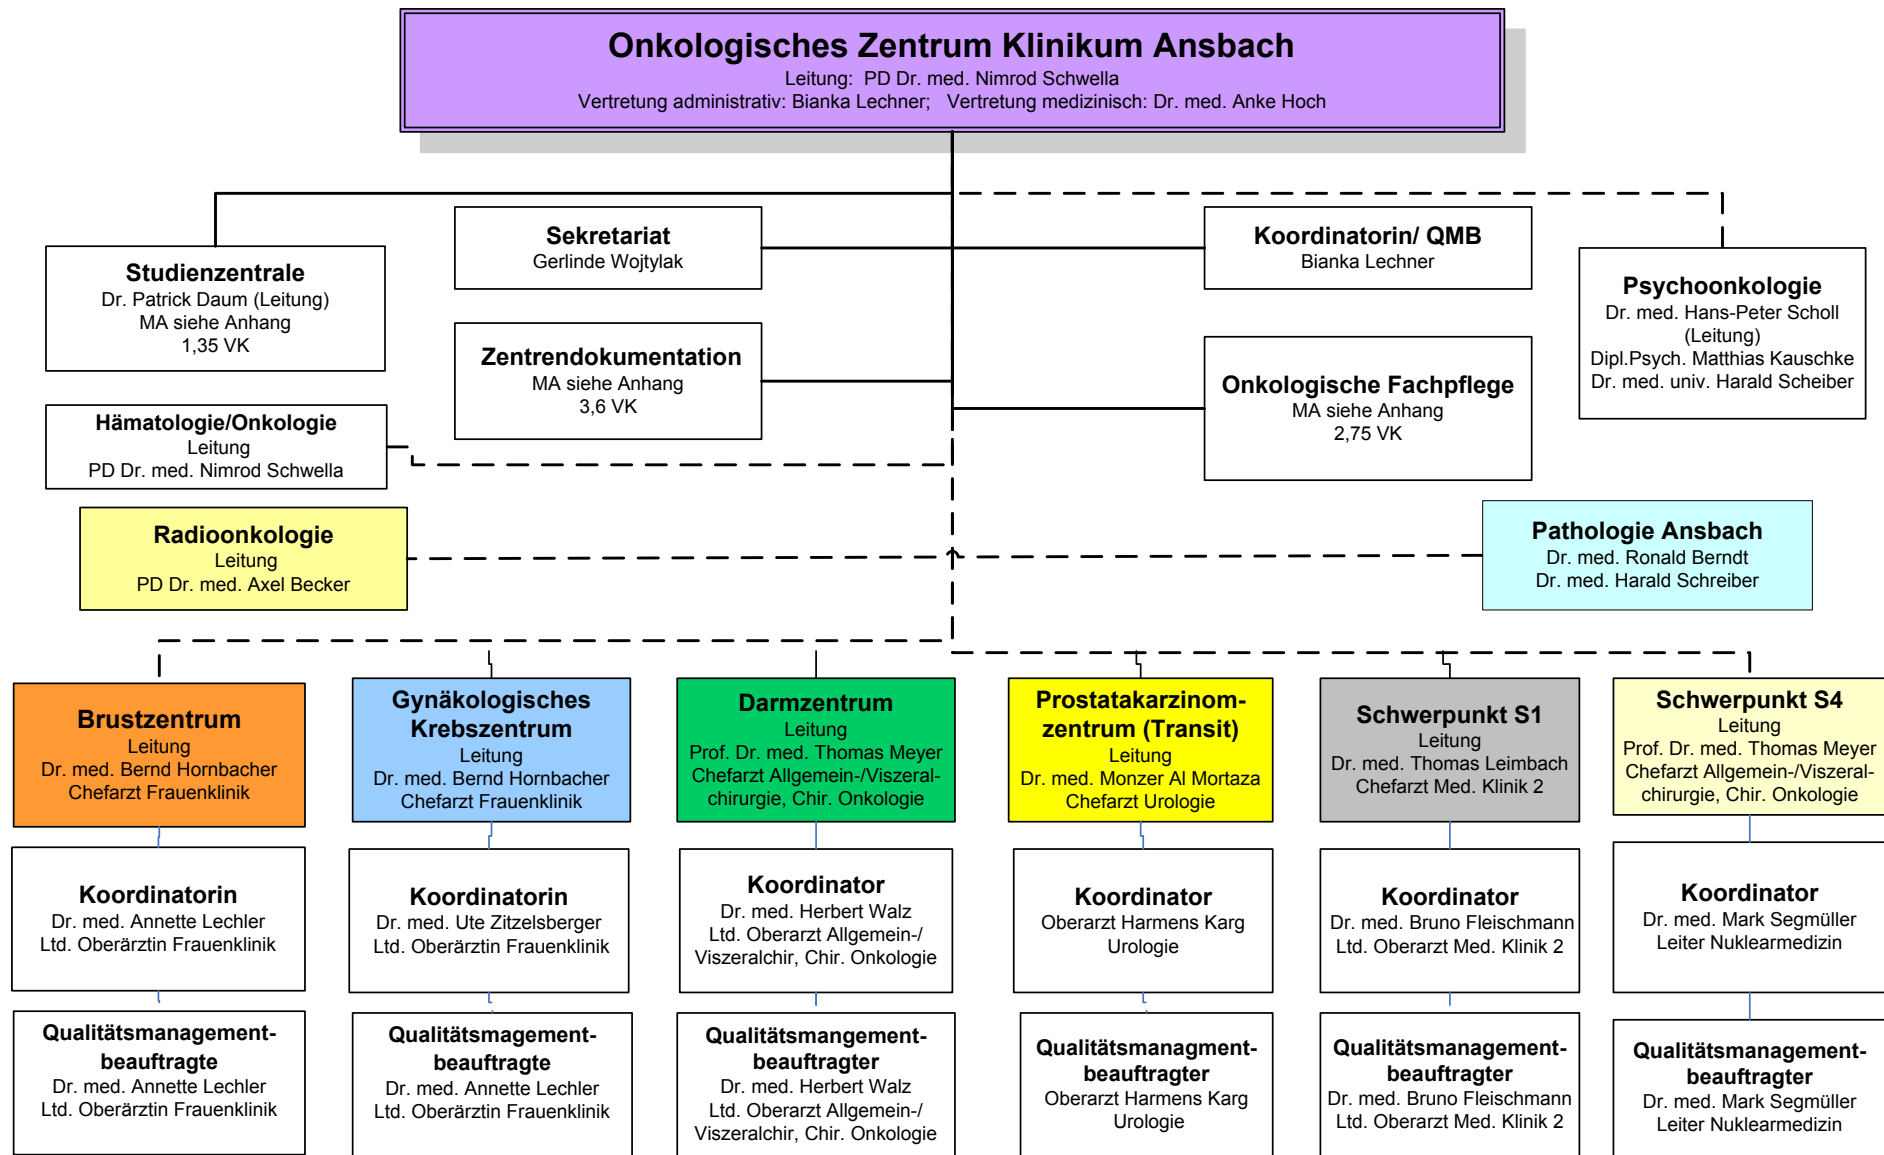 Onkologisches Zentrum Klinikum Ansbach
Leitung: PD Dr. med. Nimrod Schwella
Vertretung administrativ: Bianka Lechner; Vertretung medizinisch: Dr. med. Anke Hoch
Studienzentrale
Dr. Patrick Daum (Leitung)
MA siehe Anhang
1,35 VK
Sekretariat
Gerlinde Wojtylak
Koordinatorin/ QMB
Bianka Lechner
Psychoonkologie
Dr. med. Hans-Peter Scholl
(Leitung)
Dipl.Psych. Matthias Kauschke
Dr. med. univ. Harald Scheiber
Zentrendokumentation
MA siehe Anhang
3,6 VK
Onkologische Fachpflege
MA siehe Anhang
2,75 VK
Hämatologie/Onkologie
Leitung
PD Dr. med. Nimrod Schwella
Radioonkologie
Leitung
PD Dr. med. Axel Becker
Pathologie Ansbach
Dr. med. Ronald Berndt
Dr. med. Harald Schreiber
Brustzentrum
Leitung
Dr. med. Bernd Hornbacher
Chefarzt Frauenklinik
Gynäkologisches
Krebszentrum
Leitung
Dr. med. Bernd Hornbacher
Chefarzt Frauenklinik
Darmzentrum
Leitung
Prof. Dr. med. Thomas Meyer
Chefarzt Allgemein-/Viszeral-
chirurgie, Chir. Onkologie
Prostatakarzinom-
zentrum (Transit)
Leitung
Dr. med. Monzer Al Mortaza
Chefarzt Urologie
Schwerpunkt S1
Leitung
Dr. med. Thomas Leimbach
Chefarzt Med. Klinik 2
Schwerpunkt S4
Leitung
Prof. Dr. med. Thomas Meyer
Chefarzt Allgemein-/Viszeral-
chirurgie, Chir. Onkologie
Koordinatorin
Dr. med. Annette Lechler
Ltd. Oberärztin Frauenklinik
Koordinatorin
Dr. med. Ute Zitzelsberger
Ltd. Oberärztin Frauenklinik
Koordinator
Dr. med. Herbert Walz
Ltd. Oberarzt Allgemein-/
Viszeralchir, Chir. Onkologie
Koordinator
Oberarzt Harmens Karg
Urologie
Koordinator
Dr. med. Bruno Fleischmann
Ltd. Oberarzt Med. Klinik 2
Koordinator
Dr. med. Mark Segmüller
Leiter Nuklearmedizin
Qualitätsmanagement-
beauftragte
Dr. med. Annette Lechler
Ltd. Oberärztin Frauenklinik
Qualitätsmagement-
beauftragte
Dr. med. Annette Lechler
Ltd. Oberärztin Frauenklinik
Qualitätsmangement-
beauftragter
Dr. med. Herbert Walz
Ltd. Oberarzt Allgemein-/
Viszeralchir, Chir. Onkologie
Qualitätsmanagment-
beauftragter
Oberarzt Harmens Karg
Urologie
Qualitätsmanagement-
beauftragter
Dr. med. Bruno Fleischmann
Ltd. Oberarzt Med. Klinik 2
Qualitätsmanagement-
beauftragter
Dr. med. Mark Segmüller
Leiter Nuklearmedizin